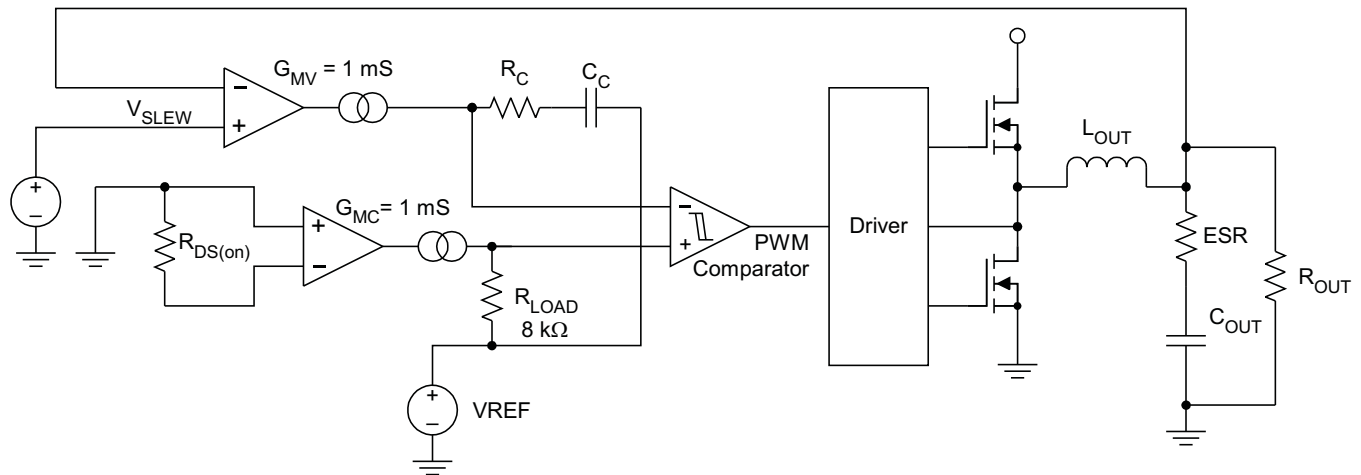 G_MV = 1 mS
R_C
C_C
V_SLEW
+
−
−
+
L_OUT
G_MC = 1 mS
R_DS(on)
+
−
−
+
PWM
Comparator
Driver
ESR
R_OUT
R_LOAD
8 kΩ
C_OUT
+
−
VREF